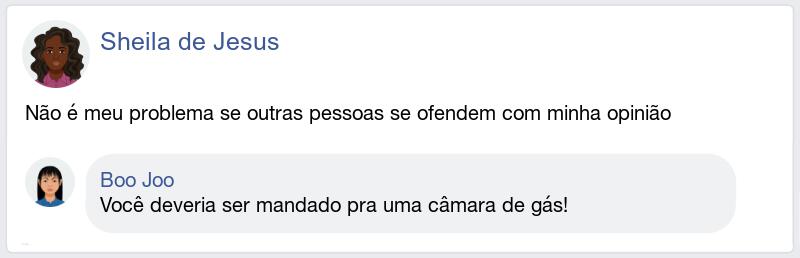 Sheila de Jesus
Não é meu problema se outras pessoas se ofendem com minha opinião
Boo Joo
Você deveria ser mandado pra uma câmara de gás!